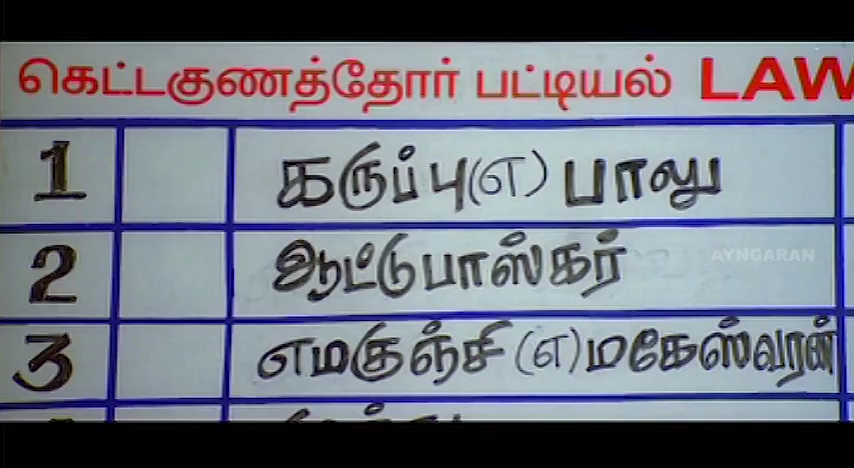 கெட்டகுணத்தோர் பட்டியல் LAW
1 கருப்பு(எ) பாலு
2 ஆட்டுபாஸ்கர்
AYNGARAN
3 எமகுஞ்சி (எ) மகேஸ்வரன்